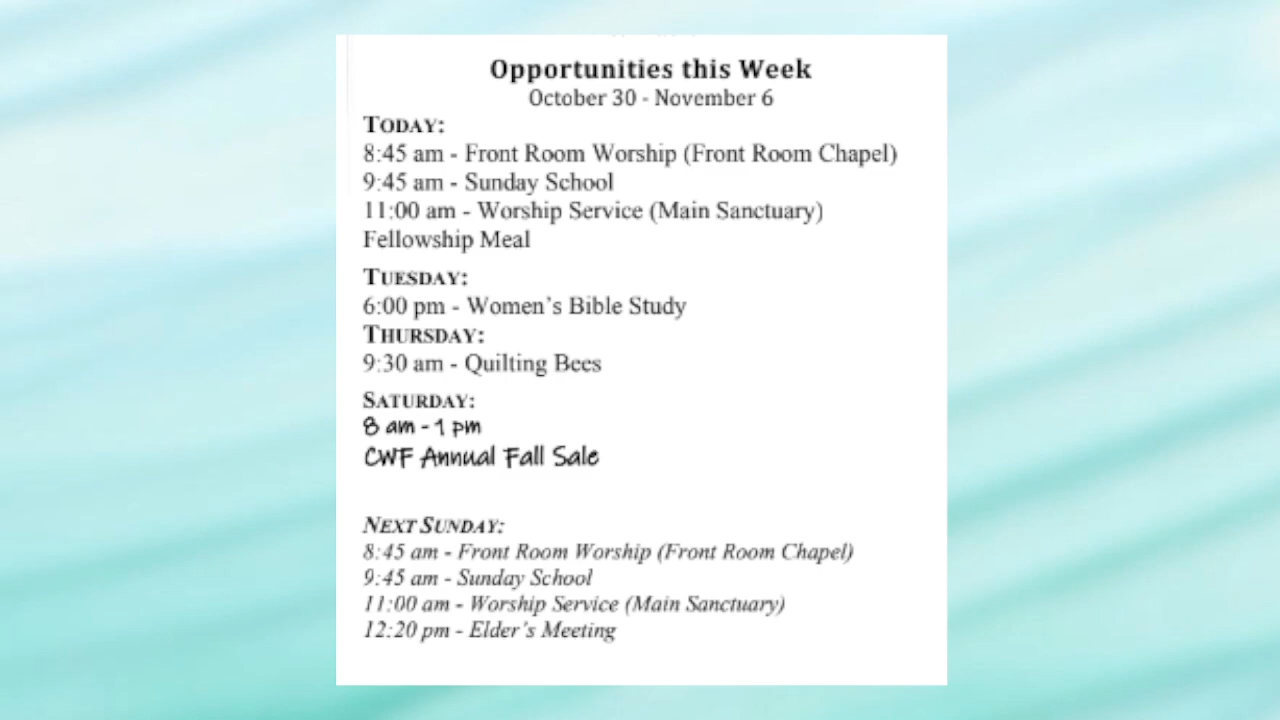 Opportunities this Week
October 30 - November 6
TODAY:
8:45 am - Front Room Worship (Front Room Chapel)
9:45 am - Sunday School
11:00 am - Worship Service (Main Sanctuary)
Fellowship Meal
TUESDAY:
6:00 pm - Women’s Bible Study
THURSDAY:
9:30 am - Quilting Bees
SATURDAY:
8 am - 1 pm
CWF Annual Fall Sale
NEXT SUNDAY:
8:45 am - Front Room Worship (Front Room Chapel)
9:45 am - Sunday School
11:00 am - Worship Service (Main Sanctuary)
12:20 pm - Elder’s Meeting